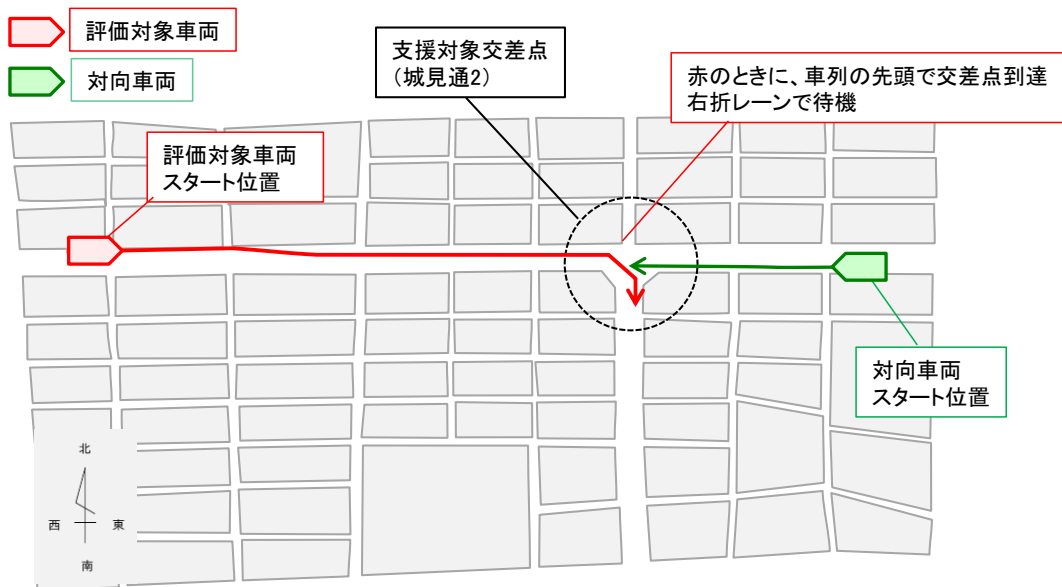 評価対象車両
対向車両
支援対象交差点
（城見通2）
赤のときに、車列の先頭で交差点到達
右折レーンで待機
評価対象車両
スタート位置
対向車両
スタート位置
北
西
東
南